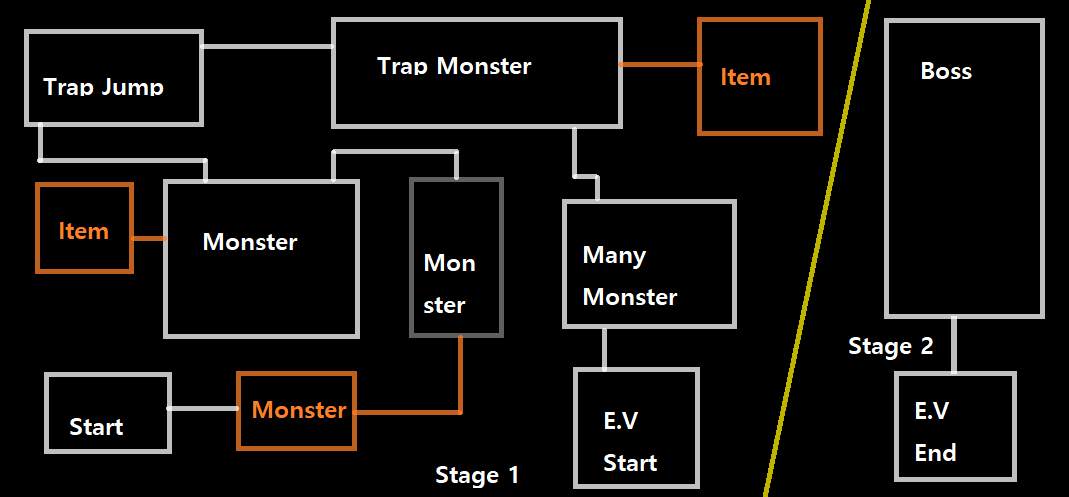 Trap Jump
Trap Monster
Item
Boss
Item
Monster
Mon
ster
Many
Monster
Stage 2
Start
Monster
E.V
Start
E.V
End
Stage 1